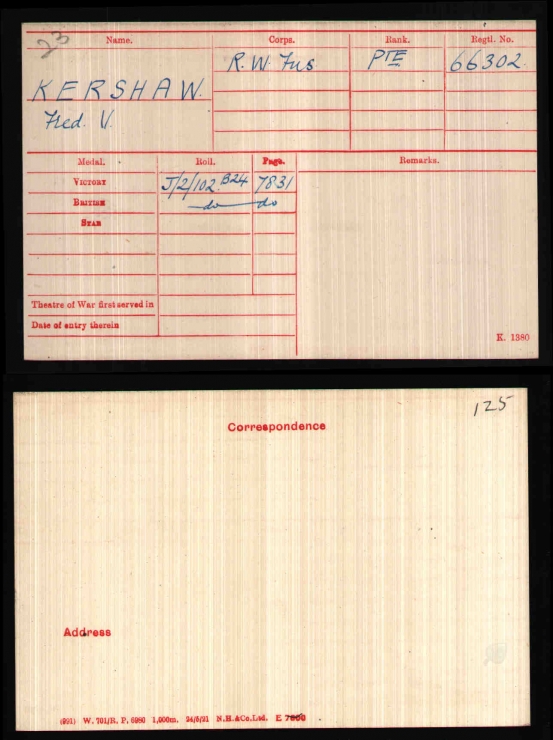 23
Name. Corps. Rank. Regtl. No.
R. W. Fus PTE 66302.
KERSHAW.
Fred. V.
Medal. Roll. Page. Remarks.
VICTORY J/2/102 B24 7831
BRITISH do do
STAR
Theatre of War first served in
Date of entry therein
K. 1380
125
Correspondence
Address
(991) W. 701/R. P. 6980 1,000m. 24/5/21 N.H.&Co.Ltd. E